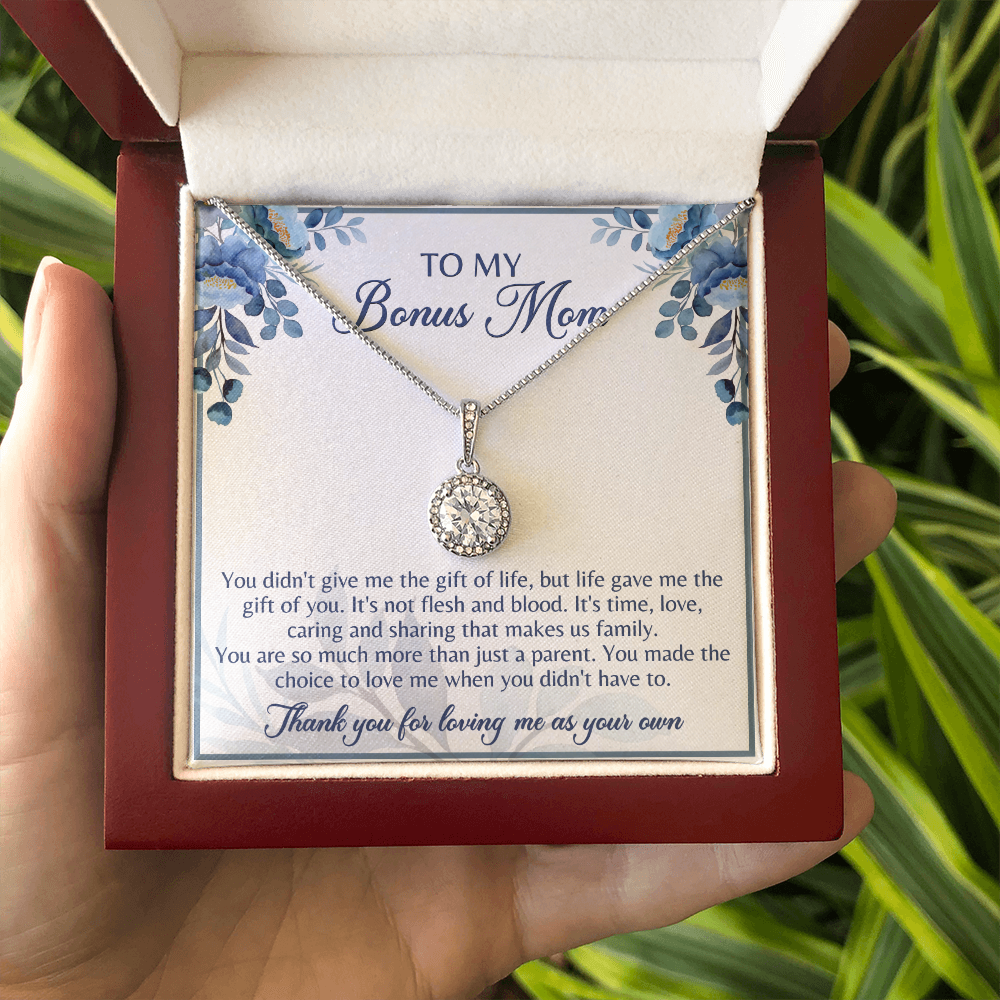 TO MY
Bonus Mom
You didn't give me the gift of life, but life gave me the
gift of you. It's not flesh and blood. It's time, love,
caring and sharing that makes us family.
You are so much more than just a parent. You made the
choice to love me when you didn't have to.
Thank you for loving me as your own